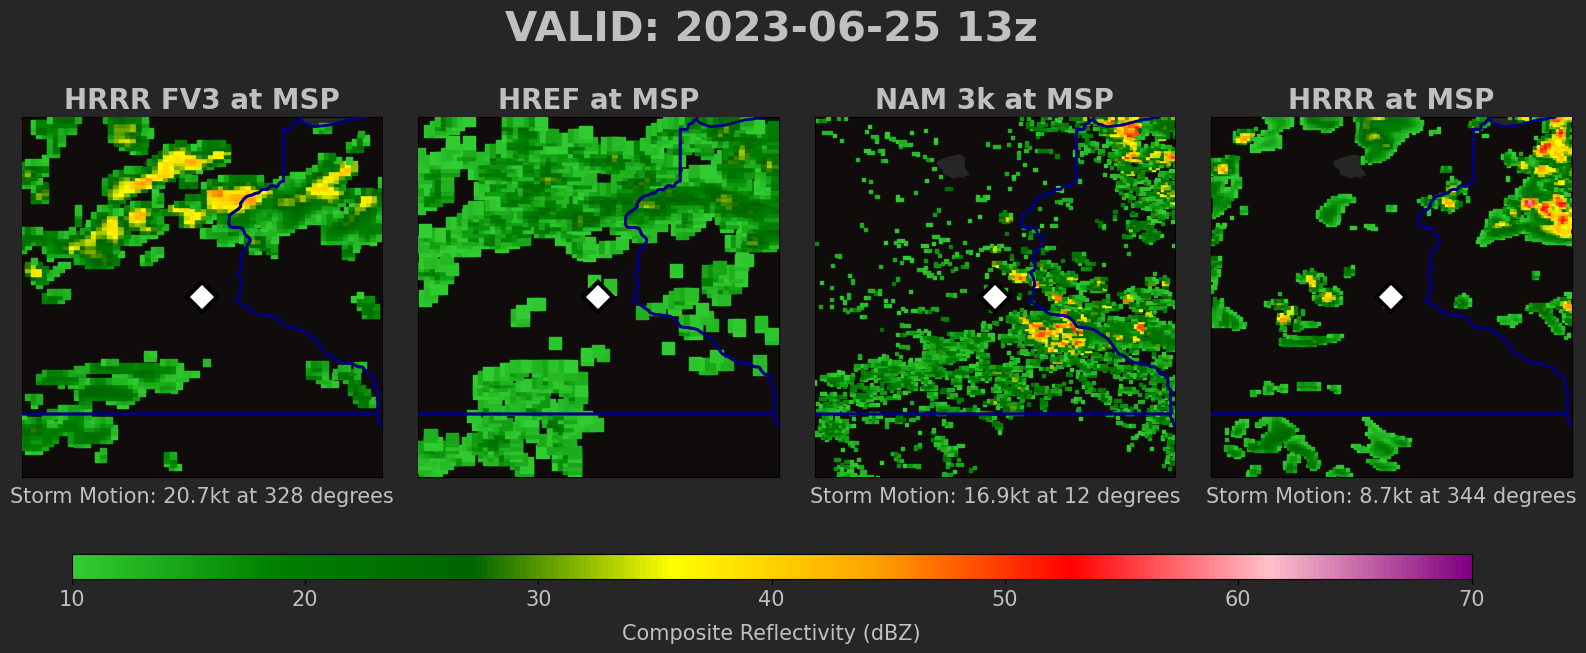 VALID: 2023-06-25 13z
HRRR FV3 at MSP
HREF at MSP
NAM 3k at MSP
HRRR at MSP
Storm Motion: 20.7kt at 328 degrees
Storm Motion: 16.9kt at 12 degrees
Storm Motion: 8.7kt at 344 degrees
10 20 30 40 50 60 70
Composite Reflectivity (dBZ)